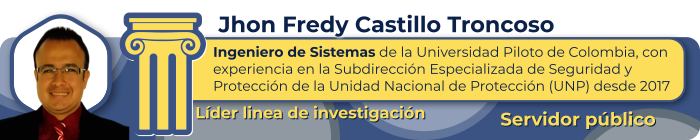 Jhon Fredy Castillo Troncoso
Ingeniero de Sistemas de la Universidad Piloto de Colombia, con
experiencia en la Subdirección Especializada de Seguridad y
Protección de la Unidad Nacional de Protección (UNP) desde 2017
Líder linea de investigación
Servidor público